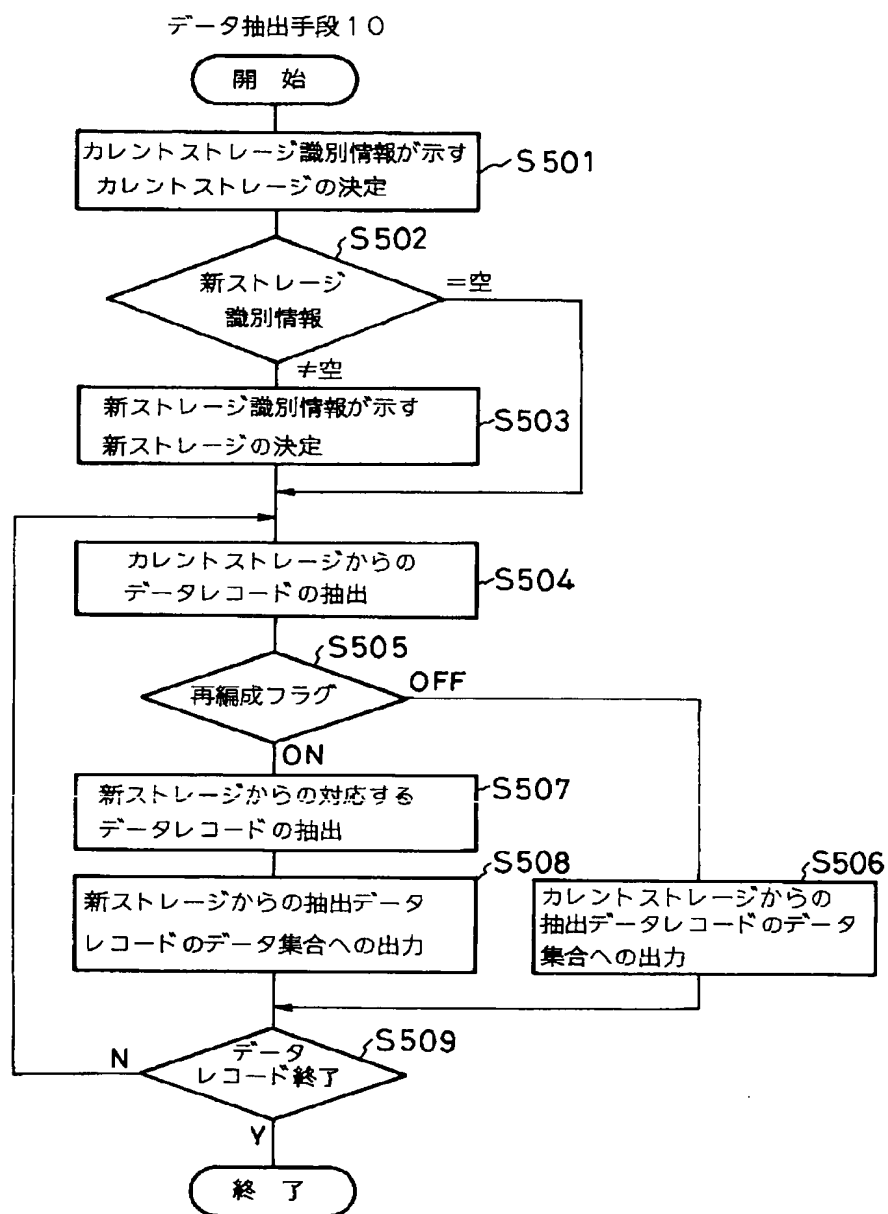 データ抽出手段10
開 始
カレントストレージ識別情報が示す
カレントストレージの決定
S501
S502
新ストレージ
識別情報
=空
≠空
新ストレージ識別情報が示す
新ストレージの決定
S503
カレントストレージからの
データレコードの抽出
S504
S505
再編成フラグ
OFF
ON
新ストレージからの対応する
データレコードの抽出
S507
S508
新ストレージからの抽出データ
レコードのデータ集合への出力
S506
カレントストレージからの
抽出データレコードのデータ
集合への出力
S509
データ
レコード終了
N
Y
終 了